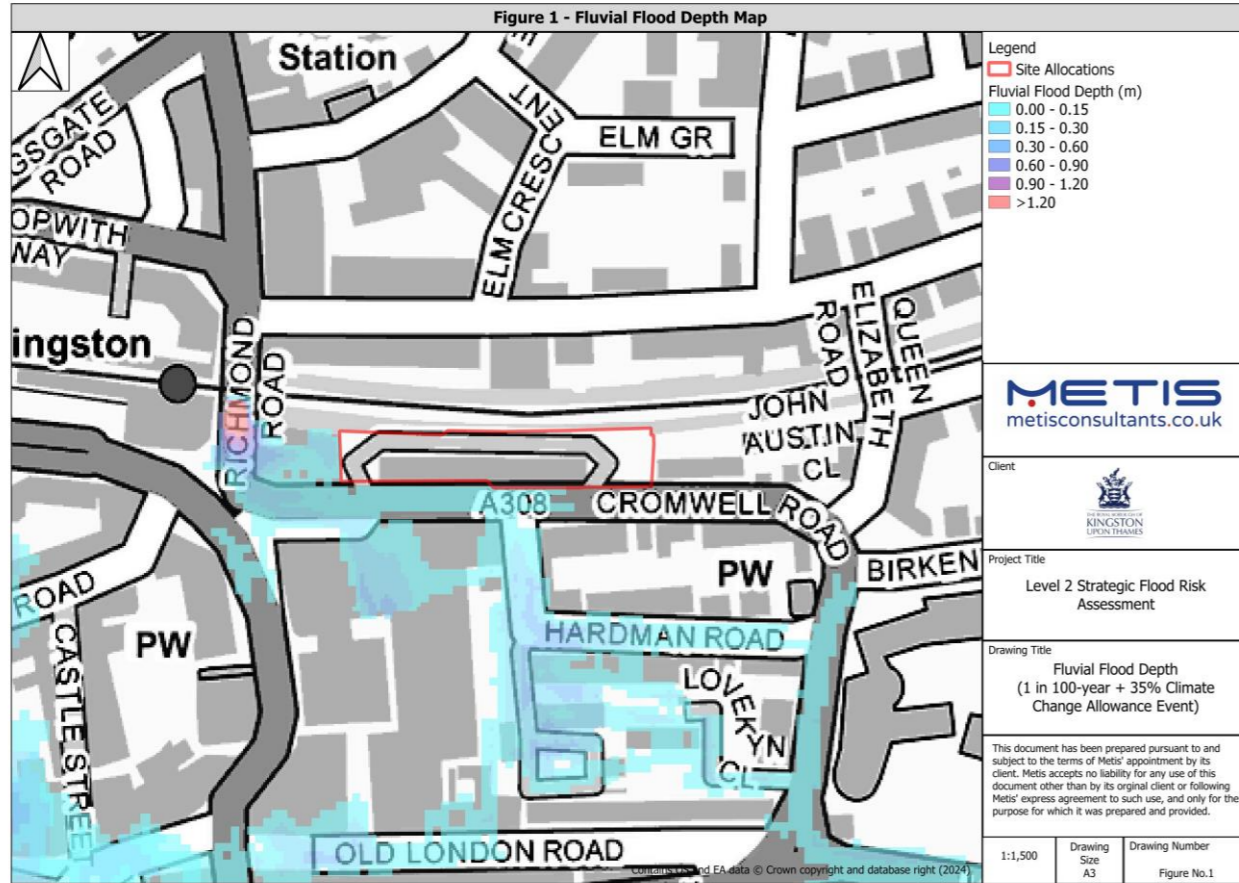 Figure 1 - Fluvial Flood Depth Map
Station
GSGATE
ROAD
OPWITH
WAY
ELM CRESCENT
ELM GR
ingston
RICHMOND
ROAD
JOHN
AUSTIN
CL
ROAD
ELIZABETH
QUEEN
A308
CROMWELL ROAD
PW
BIRKEN
ROAD
CASTLE STREET
PW
HARDMAN ROAD
LOVEKYN
CL
OLD LONDON ROAD
Contains OS and EA data © Crown copyright and database right (2024)
Legend
Site Allocations
Fluvial Flood Depth (m)
0.00 - 0.15
0.15 - 0.30
0.30 - 0.60
0.60 - 0.90
0.90 - 1.20
>1.20
METIS
metisconsultants.co.uk
Client
THE ROYAL BOROUGH OF
KINGSTON
UPON THAMES
Project Title
Level 2 Strategic Flood Risk
Assessment
Drawing Title
Fluvial Flood Depth
(1 in 100-year + 35% Climate
Change Allowance Event)
This document has been prepared pursuant to and
subject to the terms of Metis' appointment by its
client. Metis accepts no liability for any use of this
document other than by its orginal client or following
Metis' express agreement to such use, and only for the
purpose for which it was prepared and provided.
1:1,500
Drawing
Size
A3
Drawing Number
Figure No.1